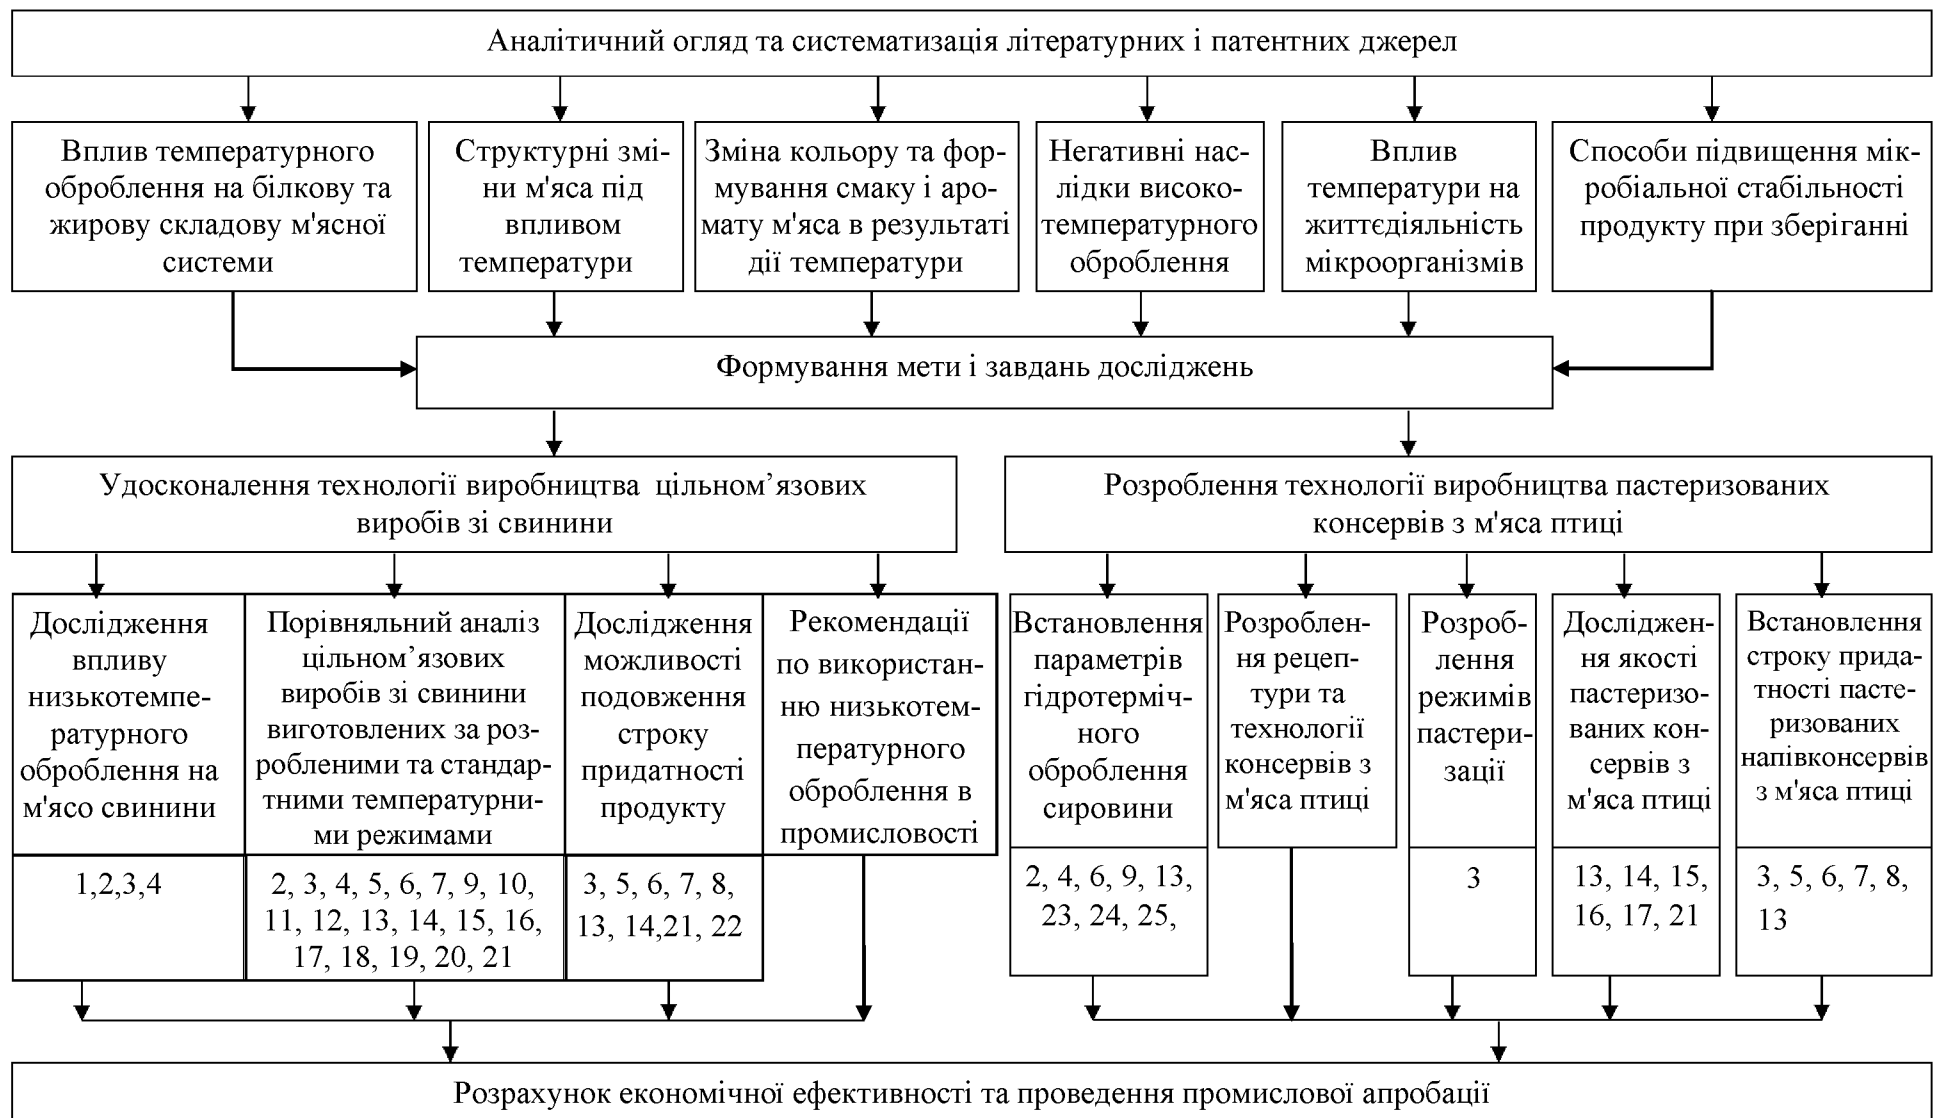 Аналітичний огляд та систематизація літературних і патентних джерел
Вплив температурного
оброблення на білкову та
жирову складову м'ясної
системи
Структурні змі-
ни м'яса під
впливом
температури
Зміна кольору та фор-
мування смаку і аро-
мату м'яса в результаті
дії температури
Негативні нас-
лідки високо-
температурного
оброблення
Вплив
температури на
життєдіяльність
мікроорганізмів
Способи підвищення мік-
робіальної стабільності
продукту при зберіганні
Формування мети і завдань досліджень
Удосконалення технології виробництва цільном’язових
виробів зі свинини
Розроблення технології виробництва пастеризованих
консервів з м'яса птиці
Дослідження
впливу
низькотемпе-
ратурного
оброблення на
м'ясо свинини
Порівняльний аналіз
цільном’язових
виробів зі свинини
виготовлених за роз-
робленими та стандар-
тними температурни-
ми режимами
Дослідження
можливості
подовження
строку
придатності
продукту
Рекомендації
по використан-
ню низькотем-
пературного
оброблення в
промисловості
Встановлення
параметрів
гідротерміч-
ного
оброблення
сировини
Розроблен-
ня рецеп-
тури та
технології
консервів з
м'яса птиці
Розроб-
лення
режимів
пастери-
зації
Дослiджен-
ня якості
пастеризо-
ваних кон-
сервів з
м'яса птиці
Встановлення
строку прида-
тності пасте-
ризованих
напівконсервів
з м'яса птиці
1,2,3,4
2, 3, 4, 5, 6, 7, 9, 10,
11, 12, 13, 14, 15, 16,
17, 18, 19, 20, 21
3, 5, 6, 7, 8,
13, 14,21, 22
2, 4, 6, 9, 13,
23, 24, 25,
3
13, 14, 15,
16, 17, 21
3, 5, 6, 7, 8,
13
Розрахунок економічної ефективності та проведення промислової апробації